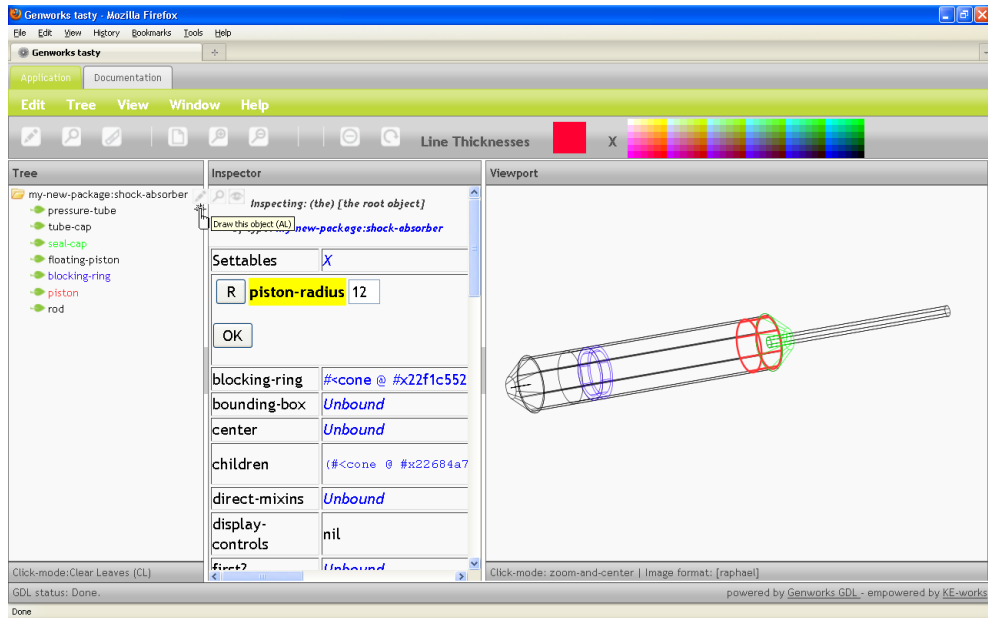 Genworks tasty - Mozilla Firefox
File Edit View History Bookmarks Tools Help
Genworks tasty
Application Documentation
Edit Tree View Window Help
Line Thicknesses X
Tree
my-new-package:shock-absorber
pressure-tube
tube-cap
seal-cap
floating-piston
blocking-ring
piston
rod
Click-mode:Clear Leaves (CL)
Inspector
Inspecting: (the) [the root object]
Draw this object (AL)
new-package:shock-absorber
Settables X
R piston-radius 12
OK
blocking-ring #<cone @ #x22f1c552
bounding-box Unbound
center Unbound
children (#<cone @ #x22684a7
direct-mixins Unbound
display-
controls nil
first? Unbound
Viewport
Click-mode: zoom-and-center | Image format: [raphael]
GDL status: Done.
powered by Genworks GDL - empowered by KE-works
Done